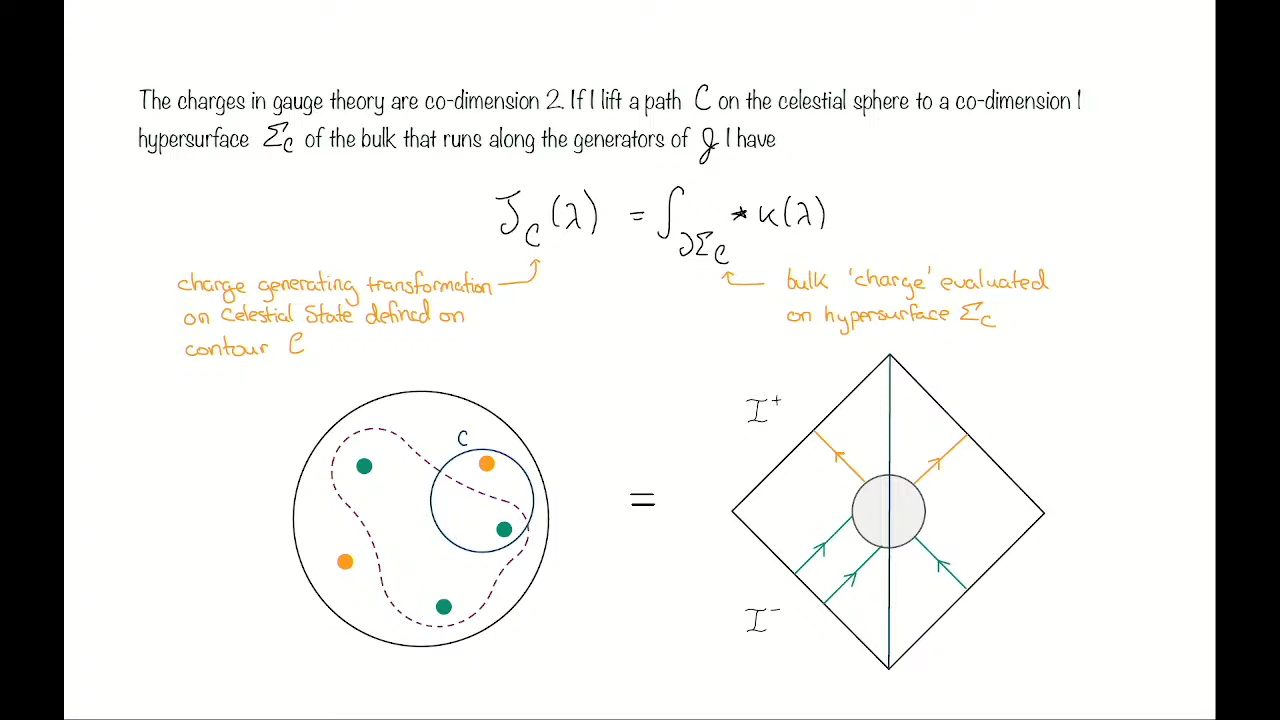 The charges in gauge theory are co-dimension 2. If I lift a path C on the celestial sphere to a co-dimension 1
hypersurface Σ_C of the bulk that runs along the generators of 𝒥 I have
J_C(λ) = ∫_{∂Σ_C} * κ(λ)
charge generating transformation
on Celestial State defined on
contour C
bulk 'charge' evaluated
on hypersurface Σ_C
C
=
I⁺
I⁻